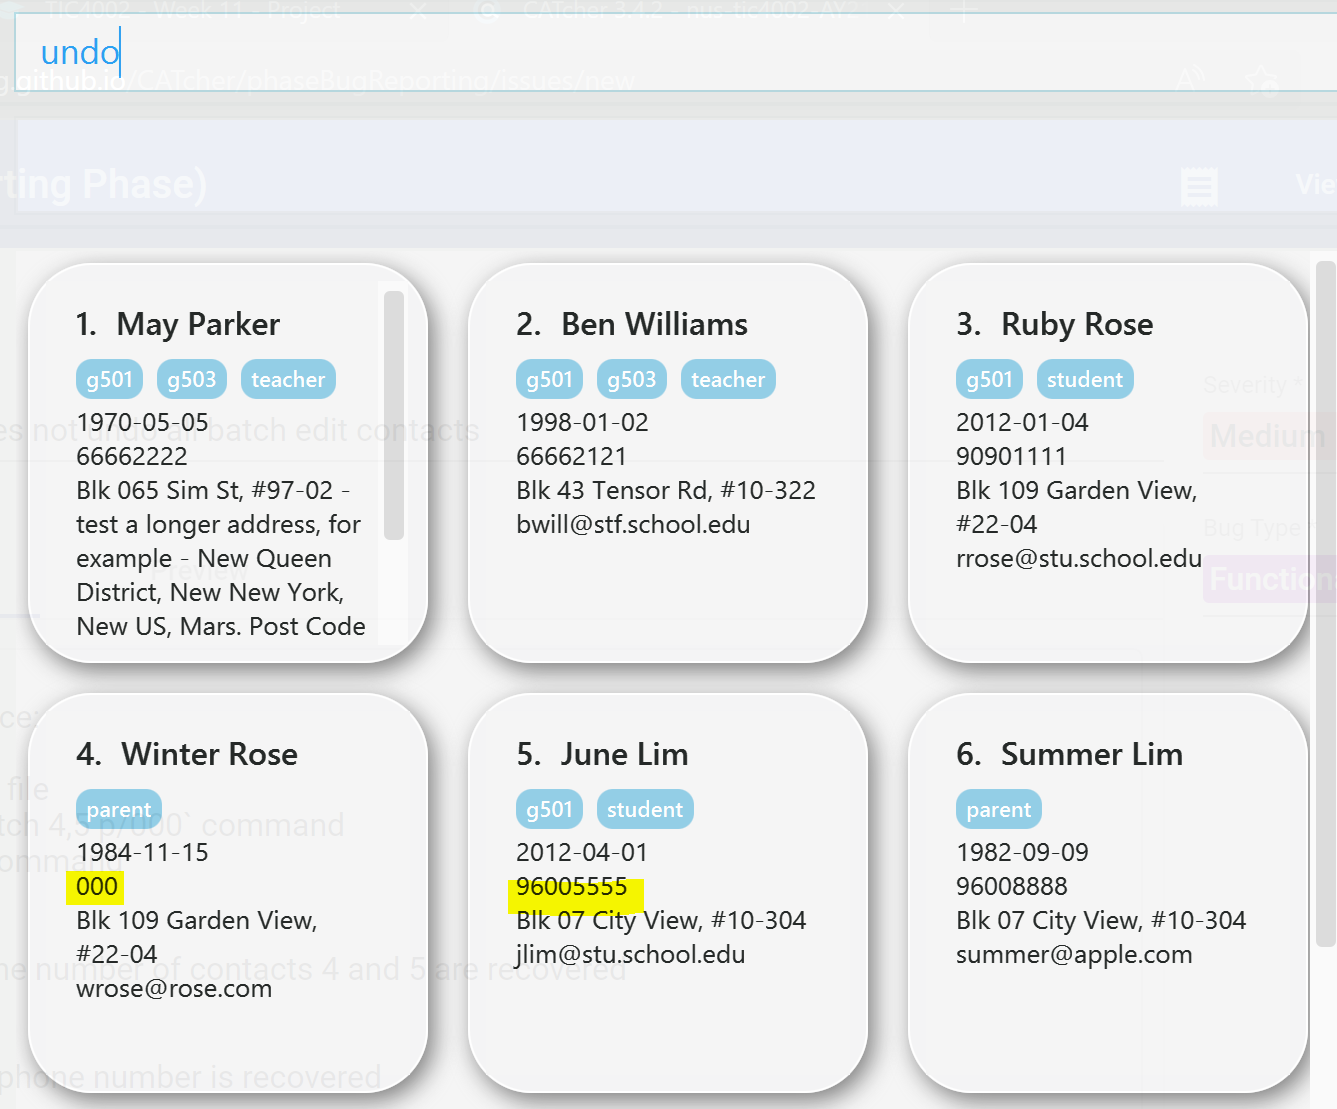 TIC4002 - Week 11 - Project
CATcher 3.4.2 - nus-tic4002-AY2
undo
g.github.io/CATcher/phaseBugReporting/issues/new
rting Phase)
Vie
1. May Parker
g501 g503 teacher
1970-05-05
66662222
Blk 065 Sim St, #97-02 -
test a longer address, for
example - New Queen
District, New New York,
New US, Mars. Post Code
2. Ben Williams
g501 g503 teacher
1998-01-02
66662121
Blk 43 Tensor Rd, #10-322
bwill@stf.school.edu
3. Ruby Rose
g501 student
2012-01-04
90901111
Blk 109 Garden View,
#22-04
rrose@stu.school.edu
Severity *
Medium
Bug Type *
Functiona
es not undo all batch edit contacts
Preview
4. Winter Rose
parent
1984-11-15
000
Blk 109 Garden View,
#22-04
wrose@rose.com
5. June Lim
g501 student
2012-04-01
96005555
Blk 07 City View, #10-304
jlim@stu.school.edu
6. Summer Lim
parent
1982-09-09
96008888
Blk 07 City View, #10-304
summer@apple.com
ce:
file
tch 4,5 p/000` command
ommand
ne number of contacts 4 and 5 are recovered
phone number is recovered